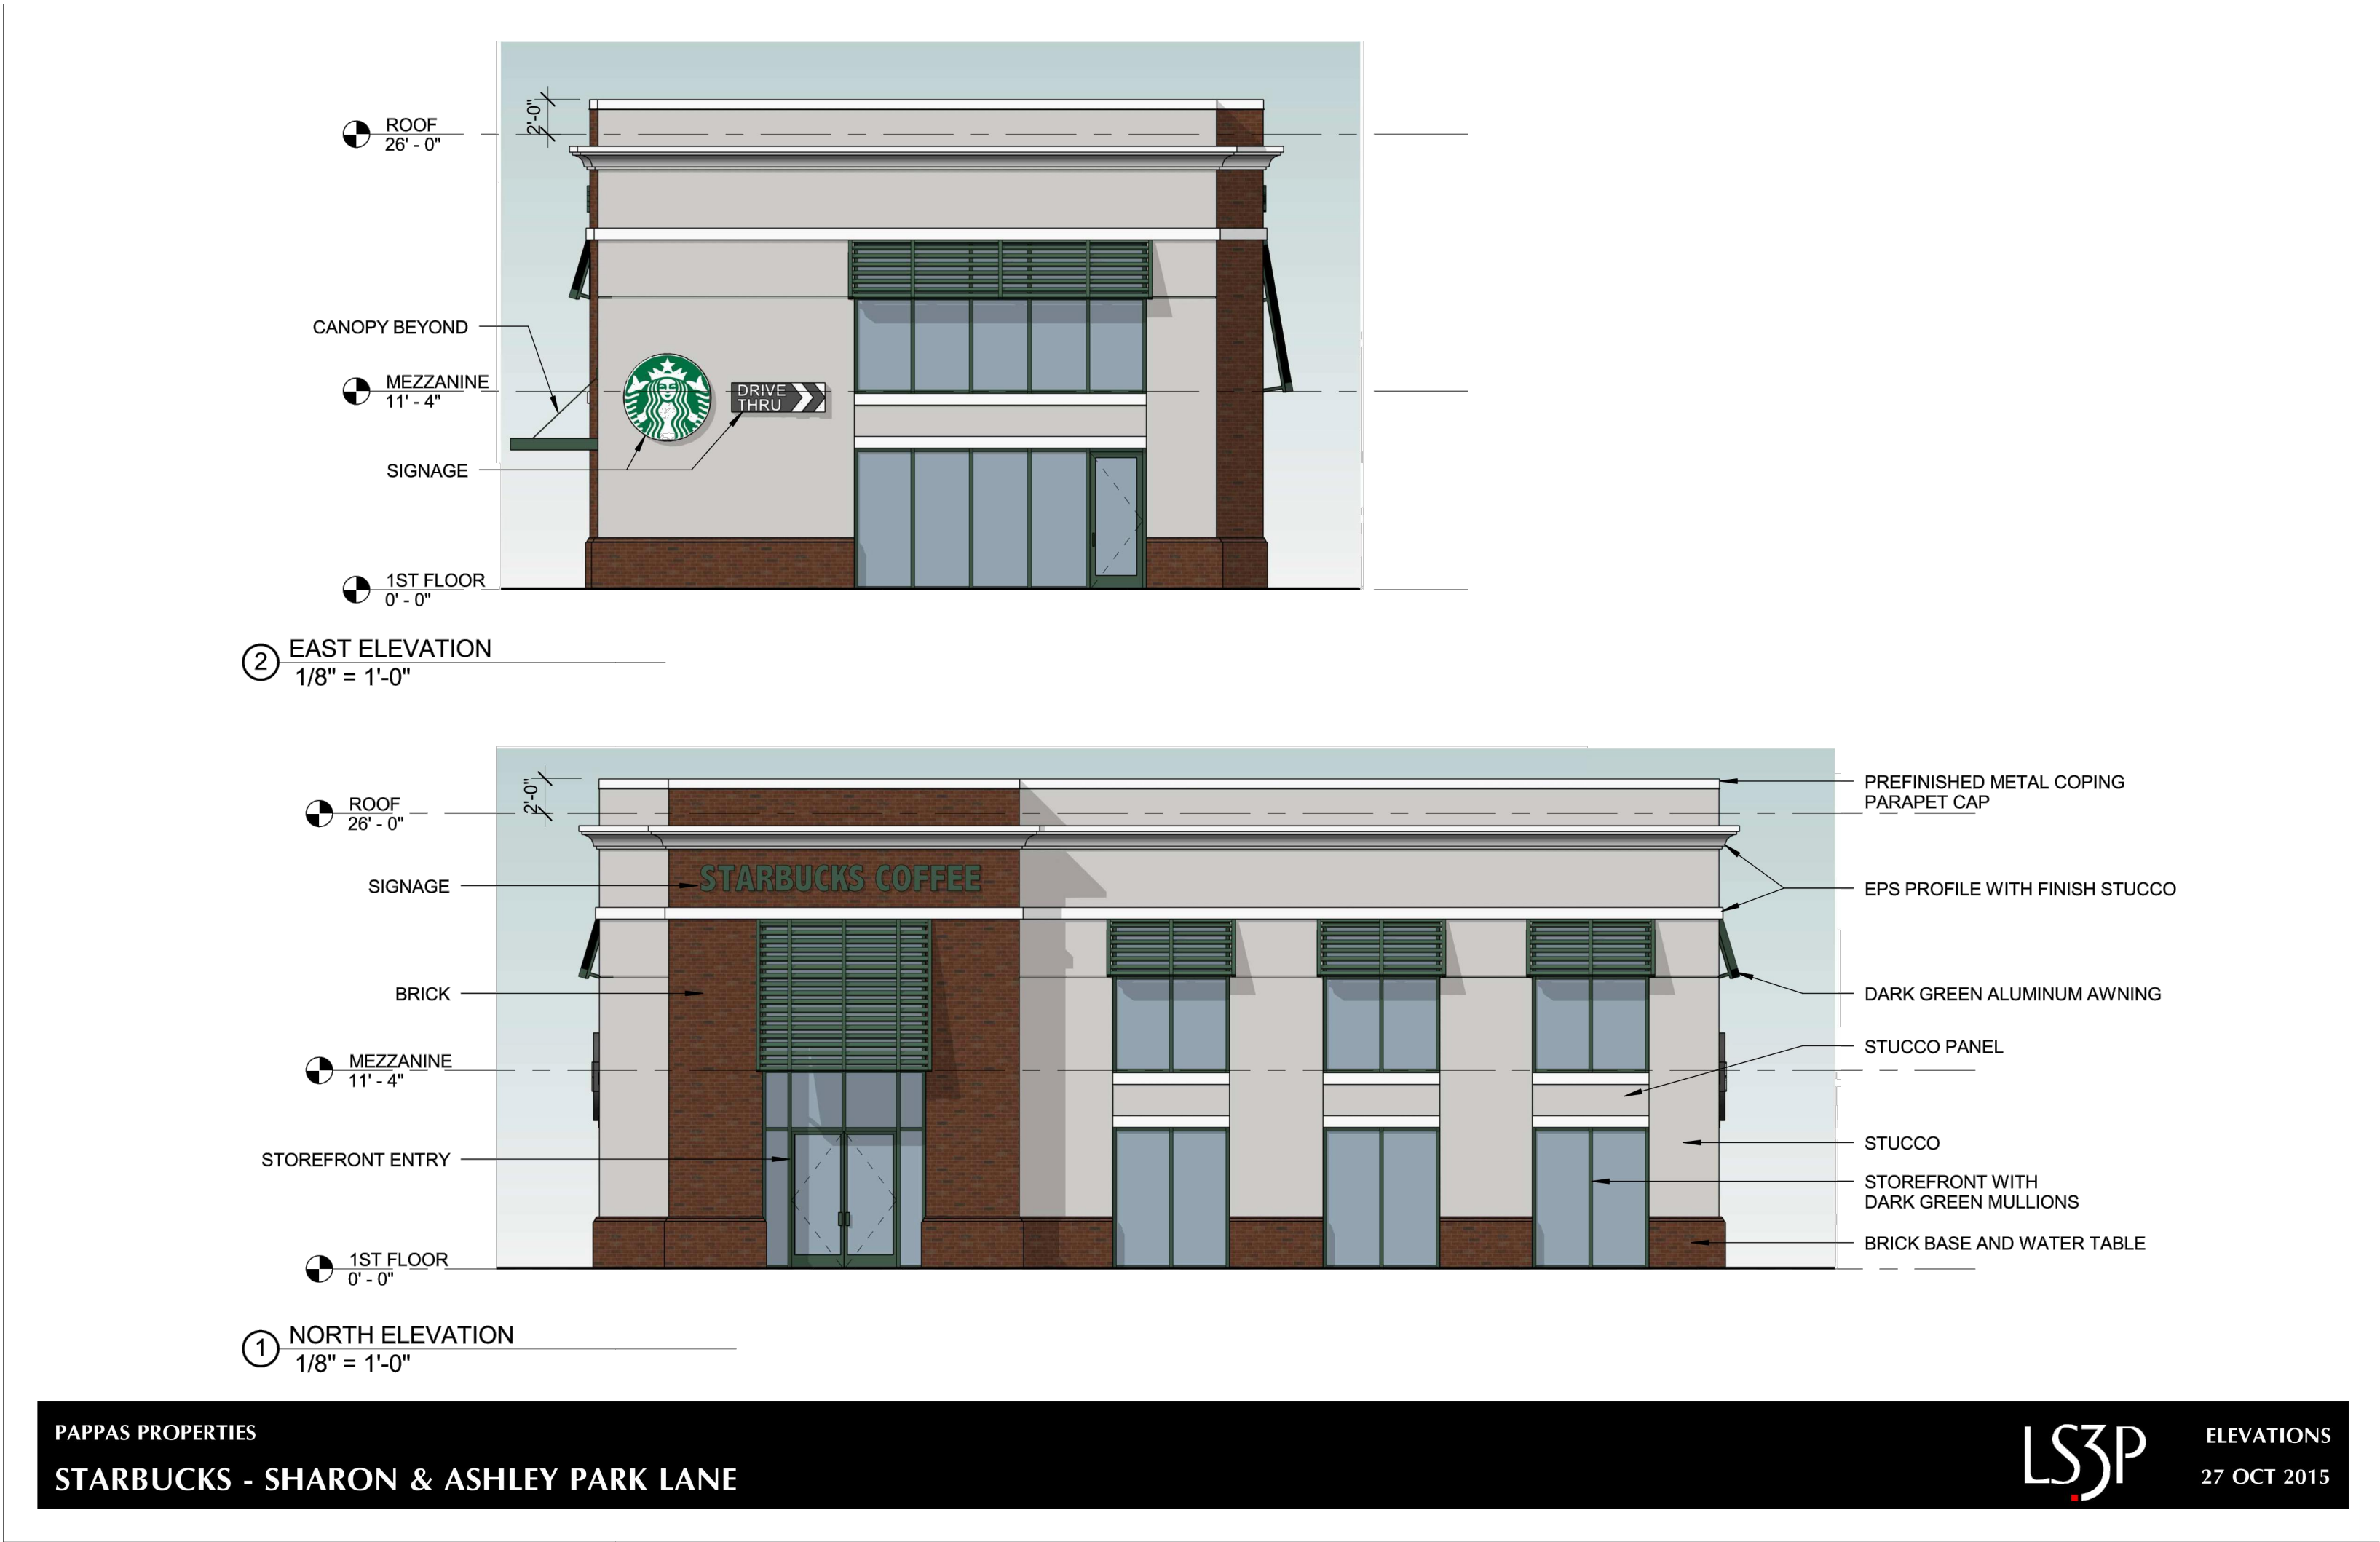 2'-0"
ROOF
26' - 0"
CANOPY BEYOND
MEZZANINE
11' - 4"
DRIVE
THRU
SIGNAGE
1ST FLOOR
0' - 0"
2
EAST ELEVATION
1/8" = 1'-0"
2'-0"
ROOF
26' - 0"
PREFINISHED METAL COPING
PARAPET CAP
SIGNAGE
STARBUCKS COFFEE
EPS PROFILE WITH FINISH STUCCO
BRICK
DARK GREEN ALUMINUM AWNING
STUCCO PANEL
MEZZANINE
11' - 4"
STUCCO
STOREFRONT ENTRY
STOREFRONT WITH
DARK GREEN MULLIONS
BRICK BASE AND WATER TABLE
1ST FLOOR
0' - 0"
1
NORTH ELEVATION
1/8" = 1'-0"
PAPPAS PROPERTIES
STARBUCKS - SHARON & ASHLEY PARK LANE
LS3P
ELEVATIONS
27 OCT 2015